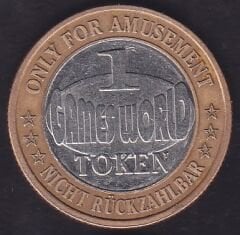 ONLY FOR AMUSEMENT
1
GAMES WORLD
TOKEN
NICHT RÜCKZAHLBAR